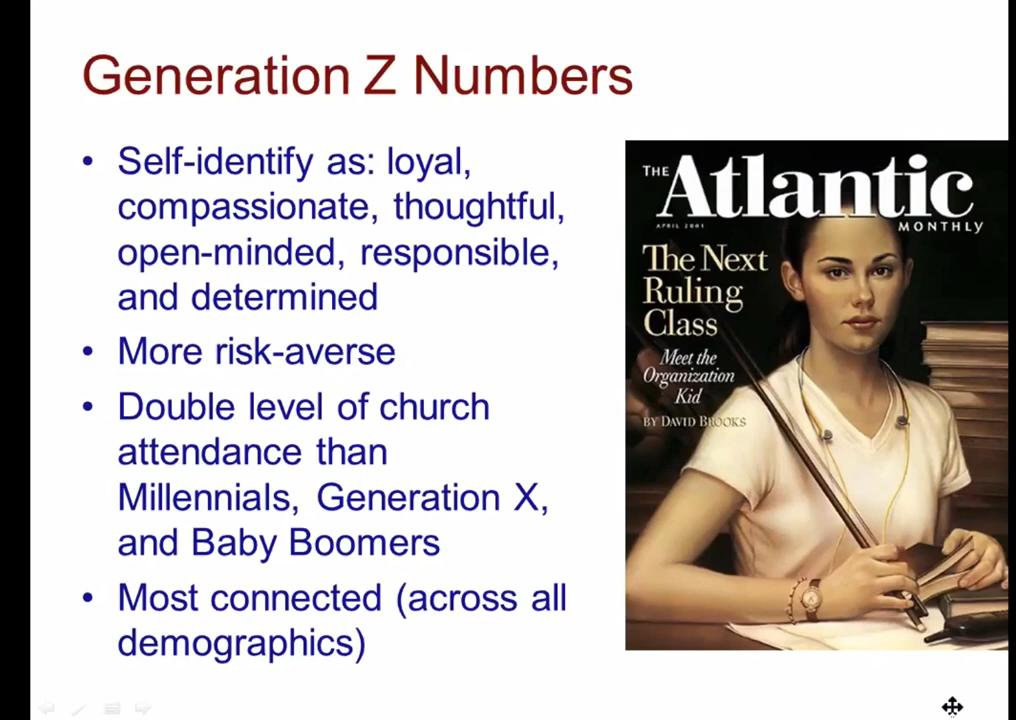 Generation Z Numbers
• Self-identify as: loyal,
compassionate, thoughtful,
open-minded, responsible,
and determined
• More risk-averse
• Double level of church
attendance than
Millennials, Generation X,
and Baby Boomers
• Most connected (across all
demographics)
THE Atlantic
APRIL 2001 MONTHLY
The Next
Ruling
Class
Meet the
Organization
Kid
BY DAVID BROOKS